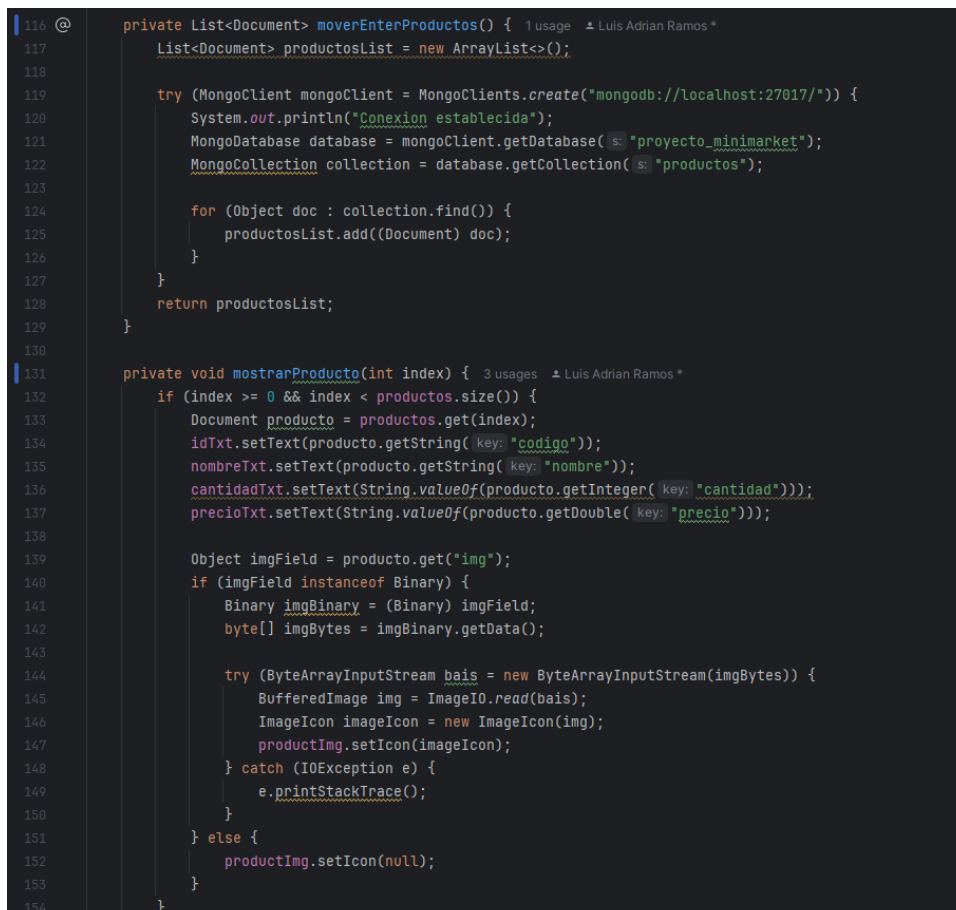 116 @ private List<Document> moverEnterProductos() { 1 usage Luis Adrian Ramos *
117 List<Document> productosList = new ArrayList<>();
118
119 try (MongoClient mongoClient = MongoClients.create("mongodb://localhost:27017/")) {
120 System.out.println("Conexion establecida");
121 MongoDatabase database = mongoClient.getDatabase( s: "proyecto_minimarket");
122 MongoCollection collection = database.getCollection( s: "productos");
123
124 for (Object doc : collection.find()) {
125 productosList.add((Document) doc);
126 }
127 }
128 return productosList;
129 }
130
131 private void mostrarProducto(int index) { 3 usages Luis Adrian Ramos *
132 if (index >= 0 && index < productos.size()) {
133 Document producto = productos.get(index);
134 idTxt.setText(producto.getString( key: "codigo"));
135 nombreTxt.setText(producto.getString( key: "nombre"));
136 cantidadTxt.setText(String.valueOf(producto.getInteger( key: "cantidad")));
137 precioTxt.setText(String.valueOf(producto.getDouble( key: "precio")));
138
139 Object imgField = producto.get("img");
140 if (imgField instanceof Binary) {
141 Binary imgBinary = (Binary) imgField;
142 byte[] imgBytes = imgBinary.getData();
143
144 try (ByteArrayInputStream bais = new ByteArrayInputStream(imgBytes)) {
145 BufferedImage img = ImageIO.read(bais);
146 ImageIcon imageIcon = new ImageIcon(img);
147 productImg.setIcon(imageIcon);
148 } catch (IOException e) {
149 e.printStackTrace();
150 }
151 } else {
152 productImg.setIcon(null);
153 }
154 }